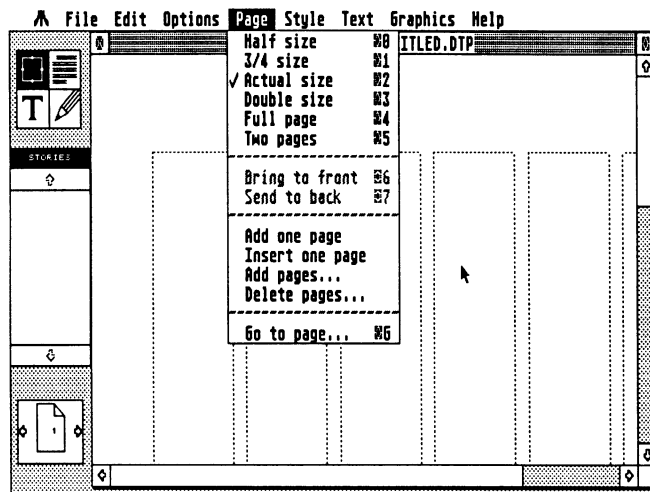 File Edit Options Page Style Text Graphics Help
ITLED.DTP
Half size ⌘0
3/4 size ⌘1
✓ Actual size ⌘2
Double size ⌘3
Full page ⌘4
Two pages ⌘5
Bring to front ⌘6
Send to back ⌘7
Add one page
Insert one page
Add pages...
Delete pages...
Go to page... ⌘G
T
STORIES
1